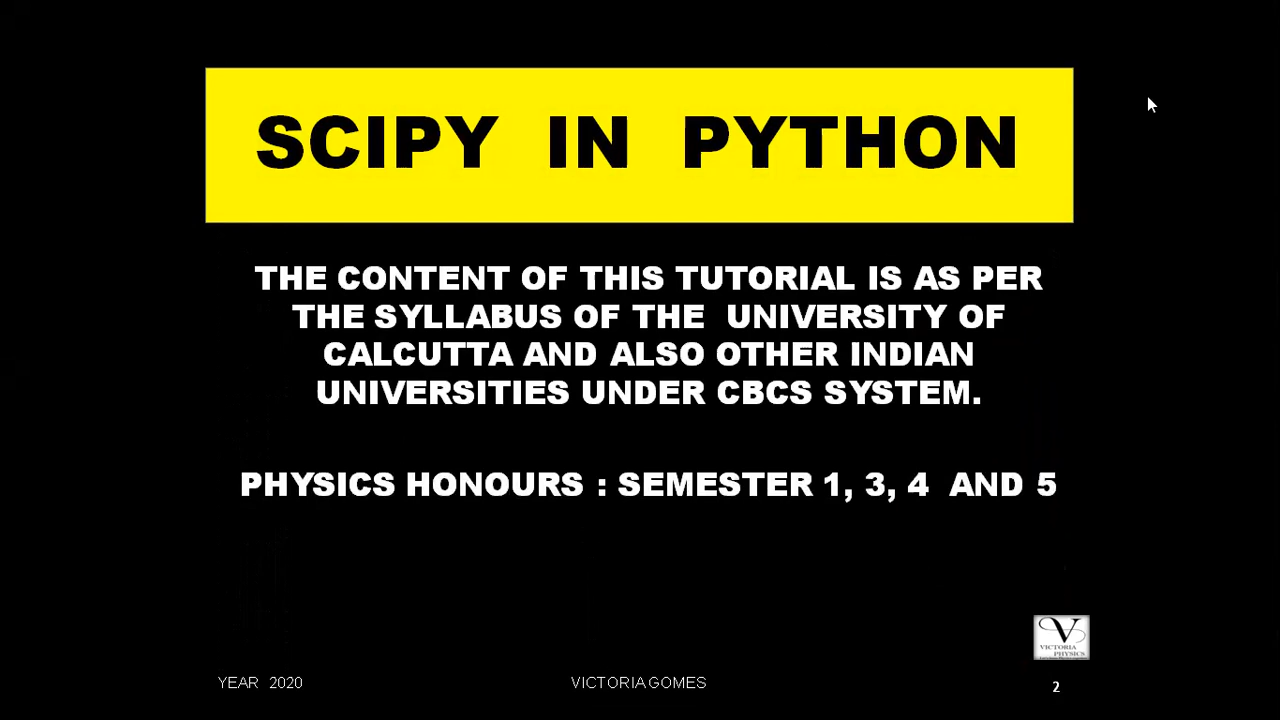 SCIPY IN PYTHON
THE CONTENT OF THIS TUTORIAL IS AS PER
THE SYLLABUS OF THE UNIVERSITY OF
CALCUTTA AND ALSO OTHER INDIAN
UNIVERSITIES UNDER CBCS SYSTEM.
PHYSICS HONOURS : SEMESTER 1, 3, 4 AND 5
V
VICTORIA
PHYSICS
YEAR 2020
VICTORIA GOMES
2